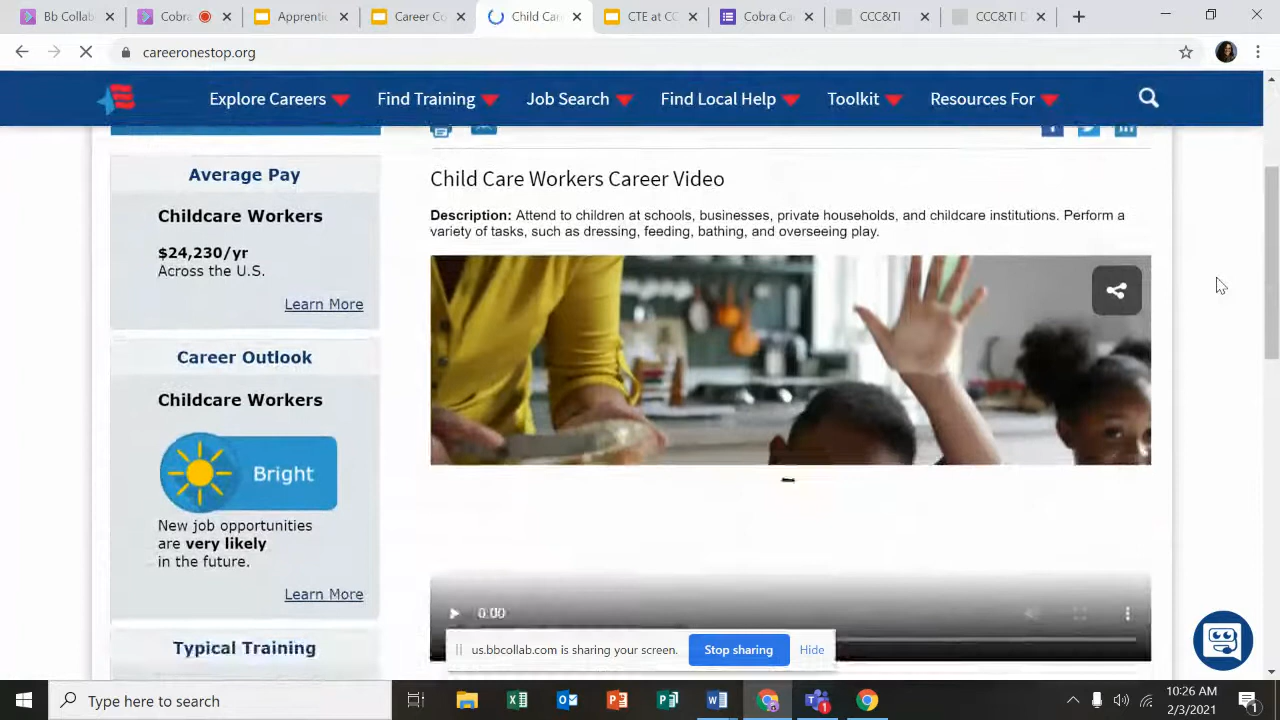 Bb Collab
Cobra
Apprentic
Career Co
Child Car
CTE at CC
Cobra Ca
CCC&TI
CCC&TI D
careeronestop.org
Explore Careers
Find Training
Job Search
Find Local Help
Toolkit
Resources For
Average Pay
Childcare Workers
$24,230/yr
Across the U.S.
Learn More
Career Outlook
Childcare Workers
Bright
New job opportunities
are very likely
in the future.
Learn More
Typical Training
Child Care Workers Career Video
Description: Attend to children at schools, businesses, private households, and childcare institutions. Perform a
variety of tasks, such as dressing, feeding, bathing, and overseeing play.
0:00
us.bbcollab.com is sharing your screen.
Stop sharing
Hide
Type here to search
10:26 AM
2/3/2021